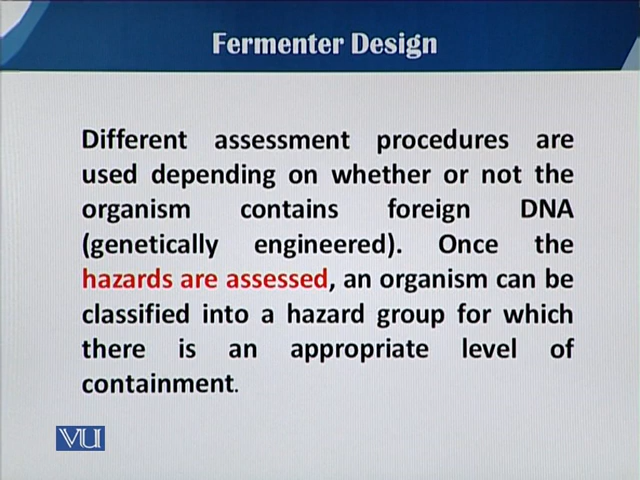 Fermenter Design
Different assessment procedures are
used depending on whether or not the
organism contains foreign DNA
(genetically engineered). Once the
hazards are assessed, an organism can be
classified into a hazard group for which
there is an appropriate level of
containment.
VU